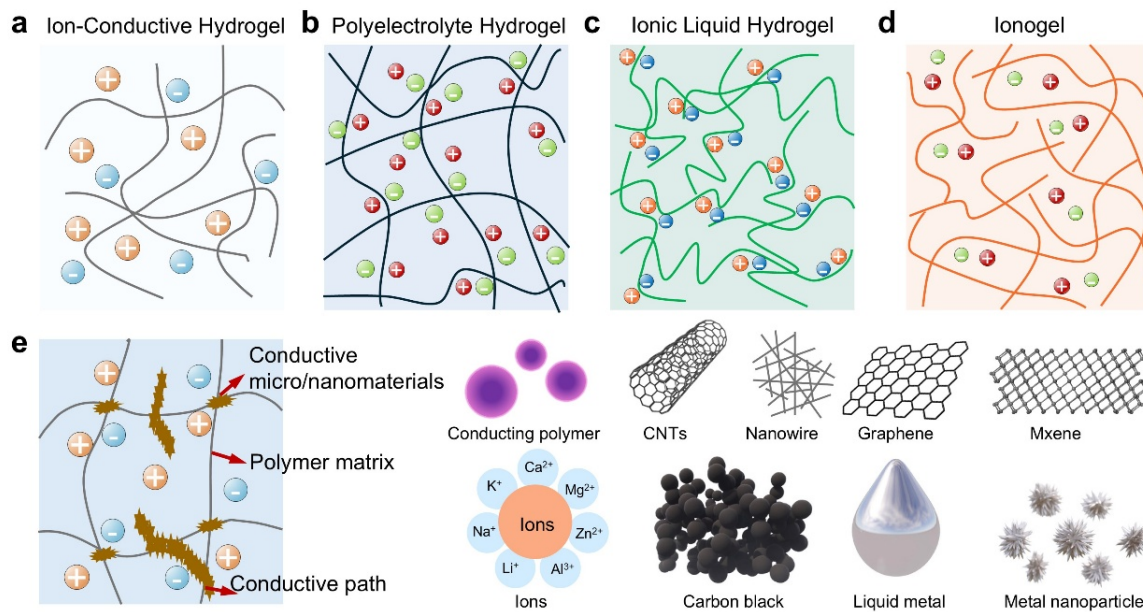 a Ion-Conductive Hydrogel
b Polyelectrolyte Hydrogel
c Ionic Liquid Hydrogel
d Ionogel
e
Conductive
micro/nanomaterials
Polymer matrix
Conductive path
Conducting polymer
CNTs
Nanowire
Graphene
Mxene
Ca²⁺
K⁺
Mg²⁺
Na⁺
Ions
Zn²⁺
Li⁺
Al³⁺
Ions
Carbon black
Liquid metal
Metal nanoparticle